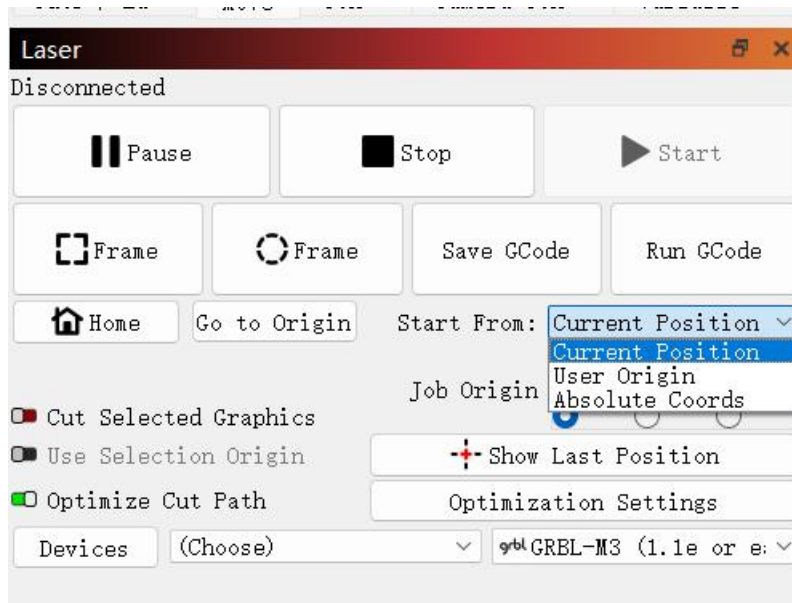 Laser
Disconnected
Pause Stop Start
Frame Frame Save GCode Run GCode
Home Go to Origin Start From: Current Position
Current Position
User Origin
Absolute Coords
Job Origin
Cut Selected Graphics
Use Selection Origin Show Last Position
Optimize Cut Path Optimization Settings
Devices (Choose) grbl GRBL-M3 (1.1e or e